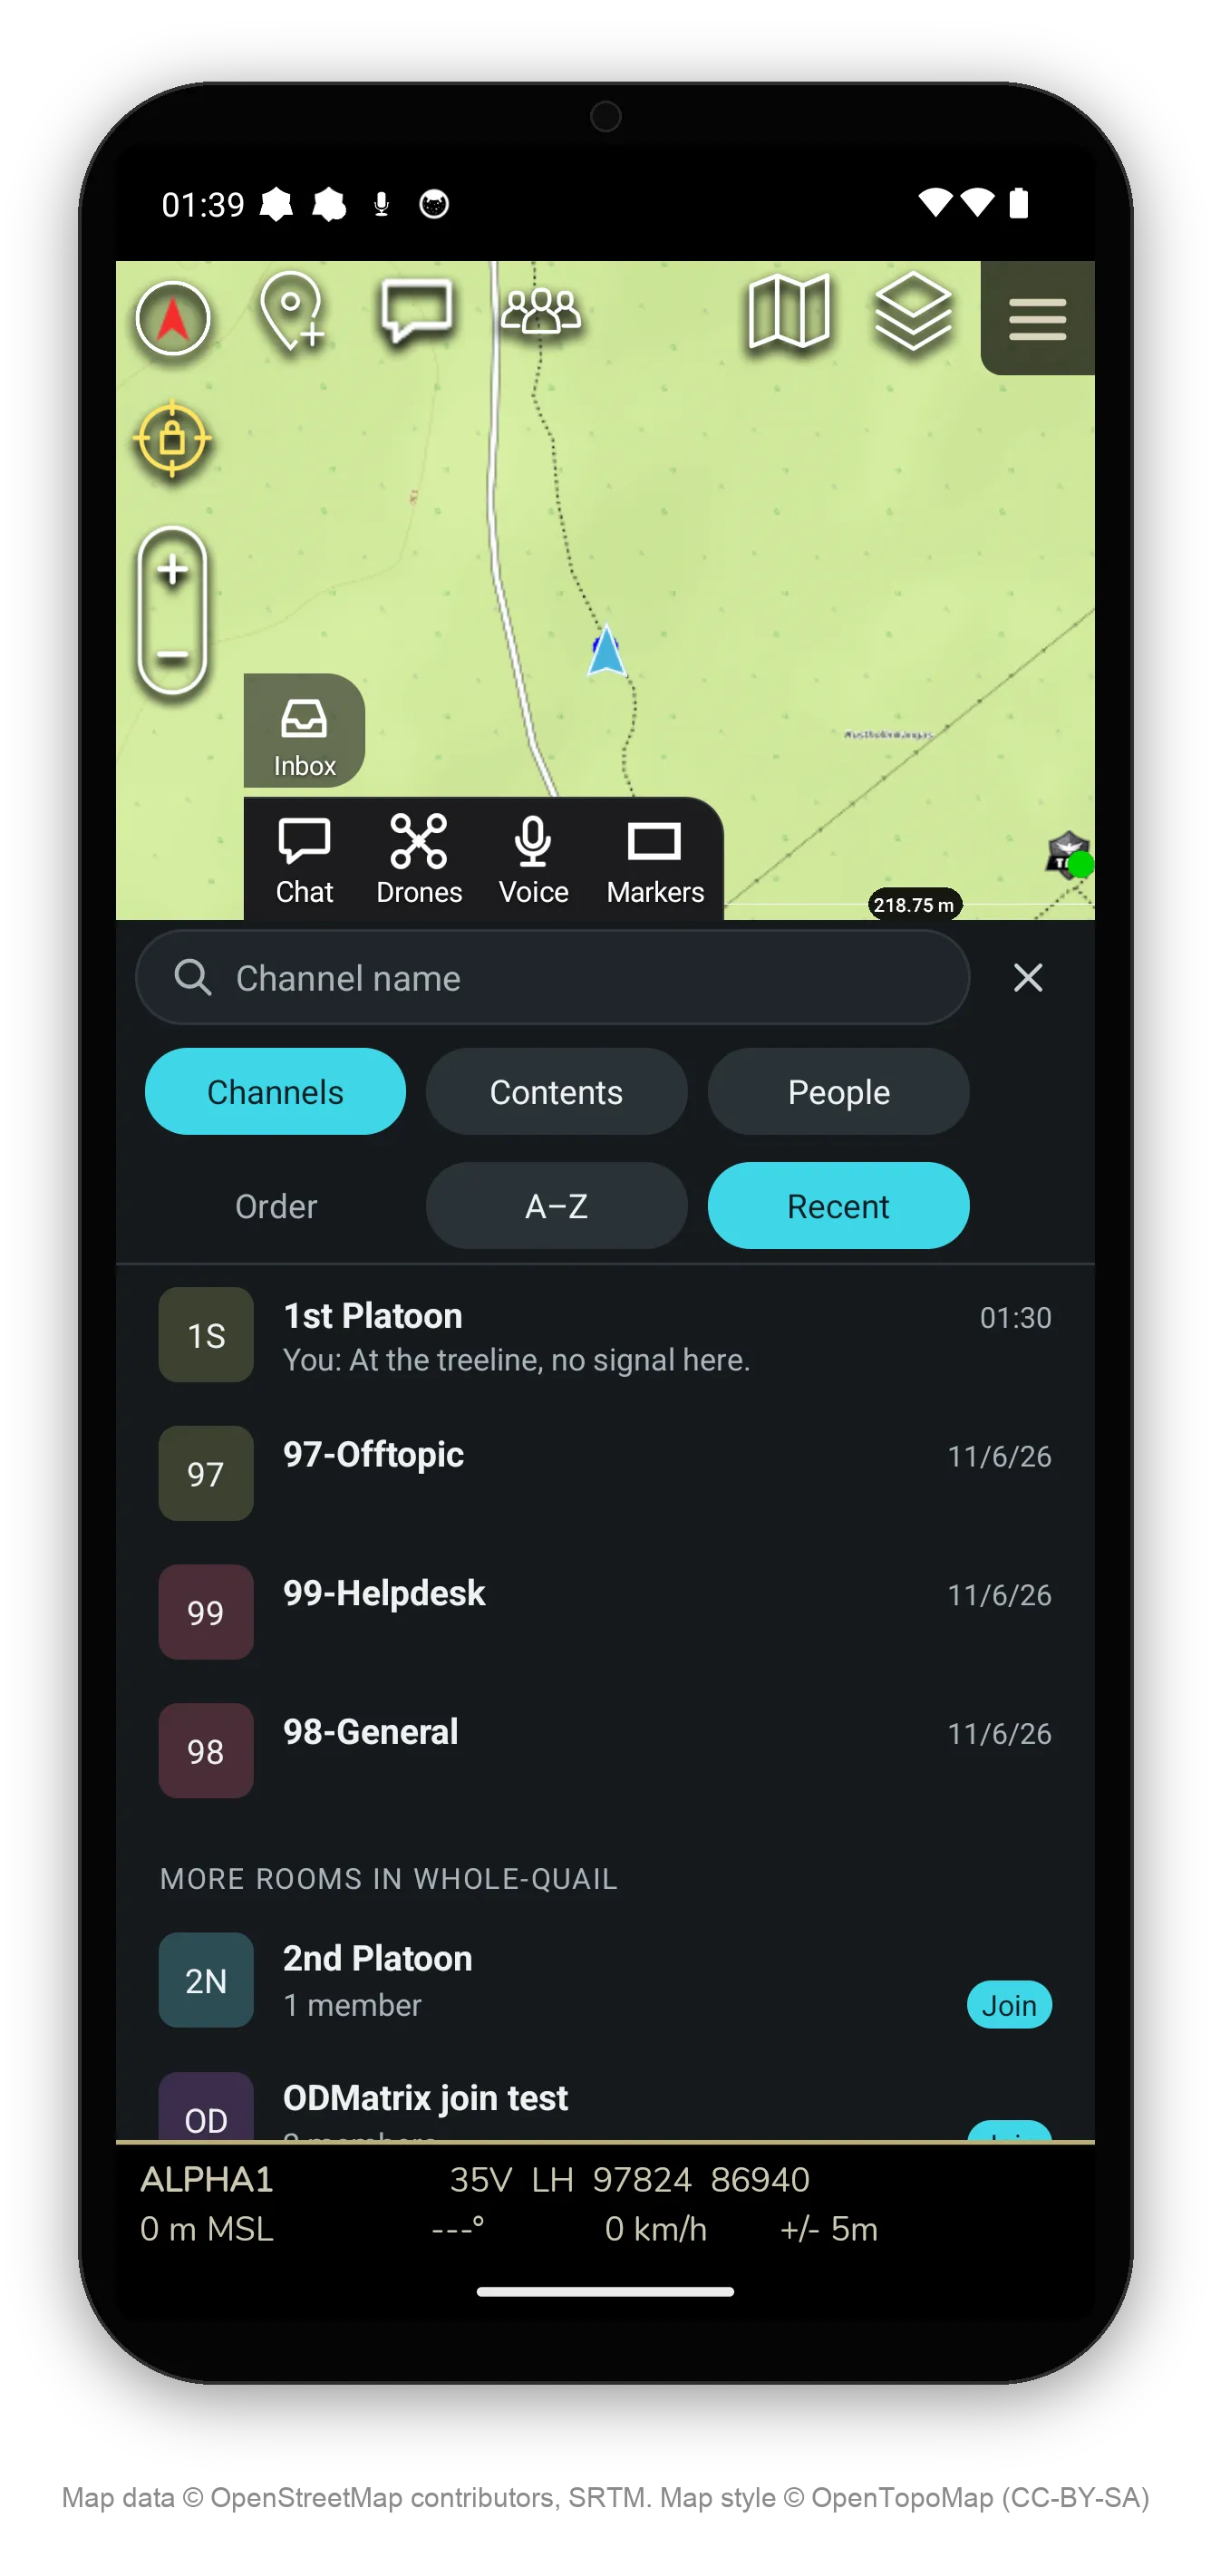 01:39
Inbox
Chat Drones Voice Markers
218.75 m
Channel name
Channels Contents People
Order A–Z Recent
1S 1st Platoon 01:30
You: At the treeline, no signal here.
97 97-Offtopic 11/6/26
99 99-Helpdesk 11/6/26
98 98-General 11/6/26
MORE ROOMS IN WHOLE-QUAIL
2N 2nd Platoon
1 member Join
OD ODMatrix join test
ALPHA1 35V LH 97824 86940
0 m MSL ---° 0 km/h +/- 5m
Map data © OpenStreetMap contributors, SRTM. Map style © OpenTopoMap (CC-BY-SA)